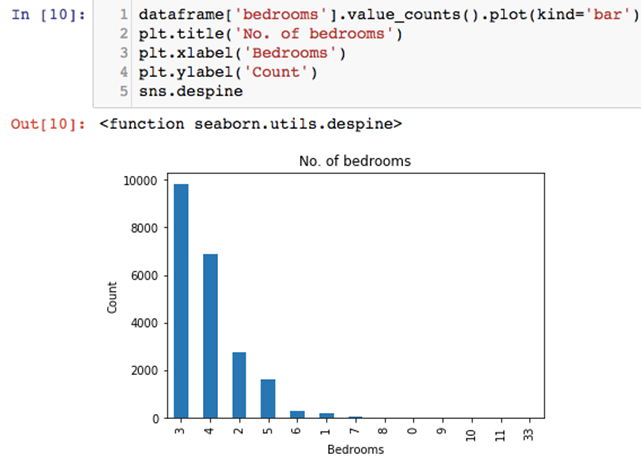 In [10]:
1 dataframe['bedrooms'].value_counts().plot(kind='bar')
2 plt.title('No. of bedrooms')
3 plt.xlabel('Bedrooms')
4 plt.ylabel('Count')
5 sns.despine
Out[10]: <function seaborn.utils.despine>
No. of bedrooms
10000
8000
6000
4000
2000
0
Count
3 4 2 5 6 1 7 8 0 9 10 11 33
Bedrooms